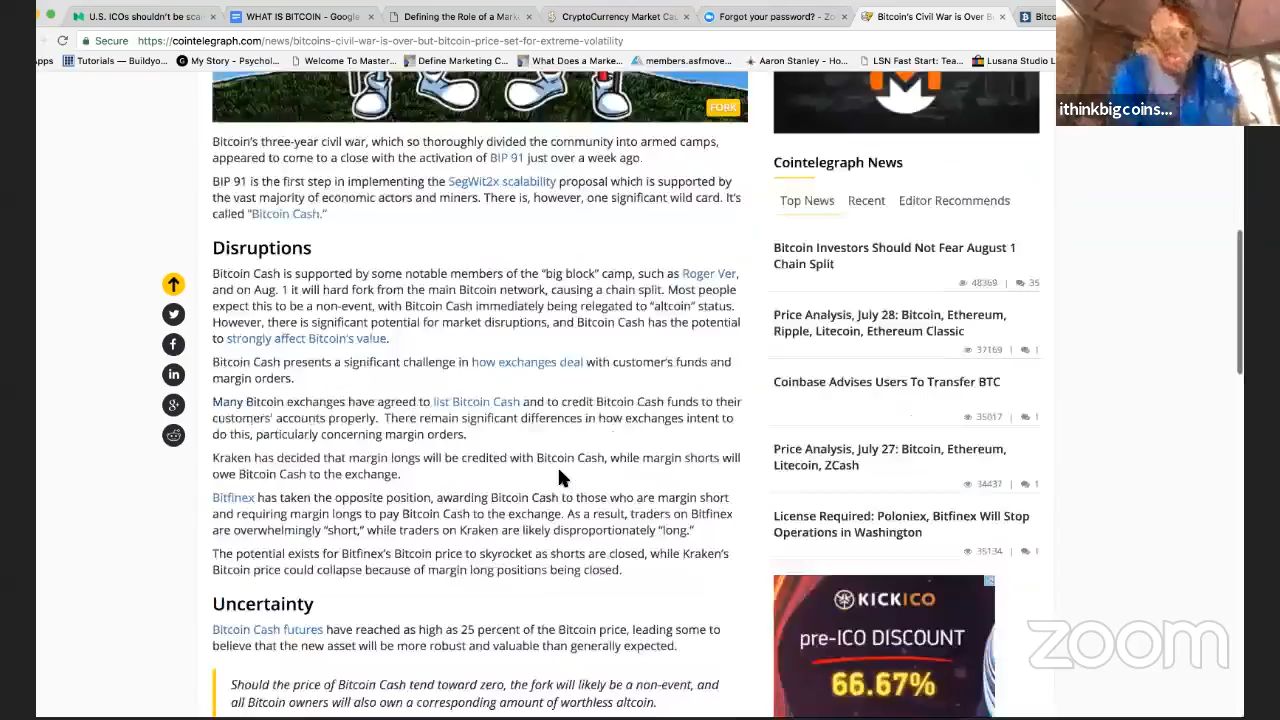 U.S. ICOs shouldn't be sca
WHAT IS BITCOIN - Google
Defining the Role of a Mark
CryptoCurrency Market Ca
Forgot your password? - Zo
Bitcoin's Civil War is Over B
Bitco
Secure
https://cointelegraph.com/news/bitcoins-civil-war-is-over-but-bitcoin-price-set-for-extreme-volatility
Apps
Tutorials — Buildyo...
My Story - Psychol...
Welcome To Master...
Define Marketing C...
What Does a Marke...
members.asfmove...
Aaron Stanley - Ho...
LSN Fast Start: Tea...
Lusana Studio L
ithinkbigcoins...
FORK
Bitcoin's three-year civil war, which so thoroughly divided the community into armed camps,
appeared to come to a close with the activation of BIP 91 just over a week ago.
BIP 91 is the first step in implementing the SegWit2x scalability proposal which is supported by
the vast majority of economic actors and miners. There is, however, one significant wild card. It's
called "Bitcoin Cash."
Disruptions
Bitcoin Cash is supported by some notable members of the "big block" camp, such as Roger Ver,
and on Aug. 1 it will hard fork from the main Bitcoin network, causing a chain split. Most people
expect this to be a non-event, with Bitcoin Cash immediately being relegated to "altcoin" status.
However, there is significant potential for market disruptions, and Bitcoin Cash has the potential
to strongly affect Bitcoin's value.
Bitcoin Cash presents a significant challenge in how exchanges deal with customer's funds and
margin orders.
Many Bitcoin exchanges have agreed to list Bitcoin Cash and to credit Bitcoin Cash funds to their
customers' accounts properly. There remain significant differences in how exchanges intent to
do this, particularly concerning margin orders.
Kraken has decided that margin longs will be credited with Bitcoin Cash, while margin shorts will
owe Bitcoin Cash to the exchange.
Bitfinex has taken the opposite position, awarding Bitcoin Cash to those who are margin short
and requiring margin longs to pay Bitcoin Cash to the exchange. As a result, traders on Bitfinex
are overwhelmingly "short," while traders on Kraken are likely disproportionately "long."
The potential exists for Bitfinex's Bitcoin price to skyrocket as shorts are closed, while Kraken's
Bitcoin price could collapse because of margin long positions being closed.
Uncertainty
Bitcoin Cash futures have reached as high as 25 percent of the Bitcoin price, leading some to
believe that the new asset will be more robust and valuable than generally expected.
Should the price of Bitcoin Cash tend toward zero, the fork will likely be a non-event, and
all Bitcoin owners will also own a corresponding amount of worthless altcoin.
Cointelegraph News
Top News
Recent
Editor Recommends
Bitcoin Investors Should Not Fear August 1
Chain Split
48369 | 35
Price Analysis, July 28: Bitcoin, Ethereum,
Ripple, Litecoin, Ethereum Classic
37169 | 1
Coinbase Advises Users To Transfer BTC
35017 | 1
Price Analysis, July 27: Bitcoin, Ethereum,
Litecoin, ZCash
34437 | 1
License Required: Poloniex, Bitfinex Will Stop
Operations in Washington
35134 | 1
KICKICO
pre-ICO DISCOUNT
66.67%
zoom